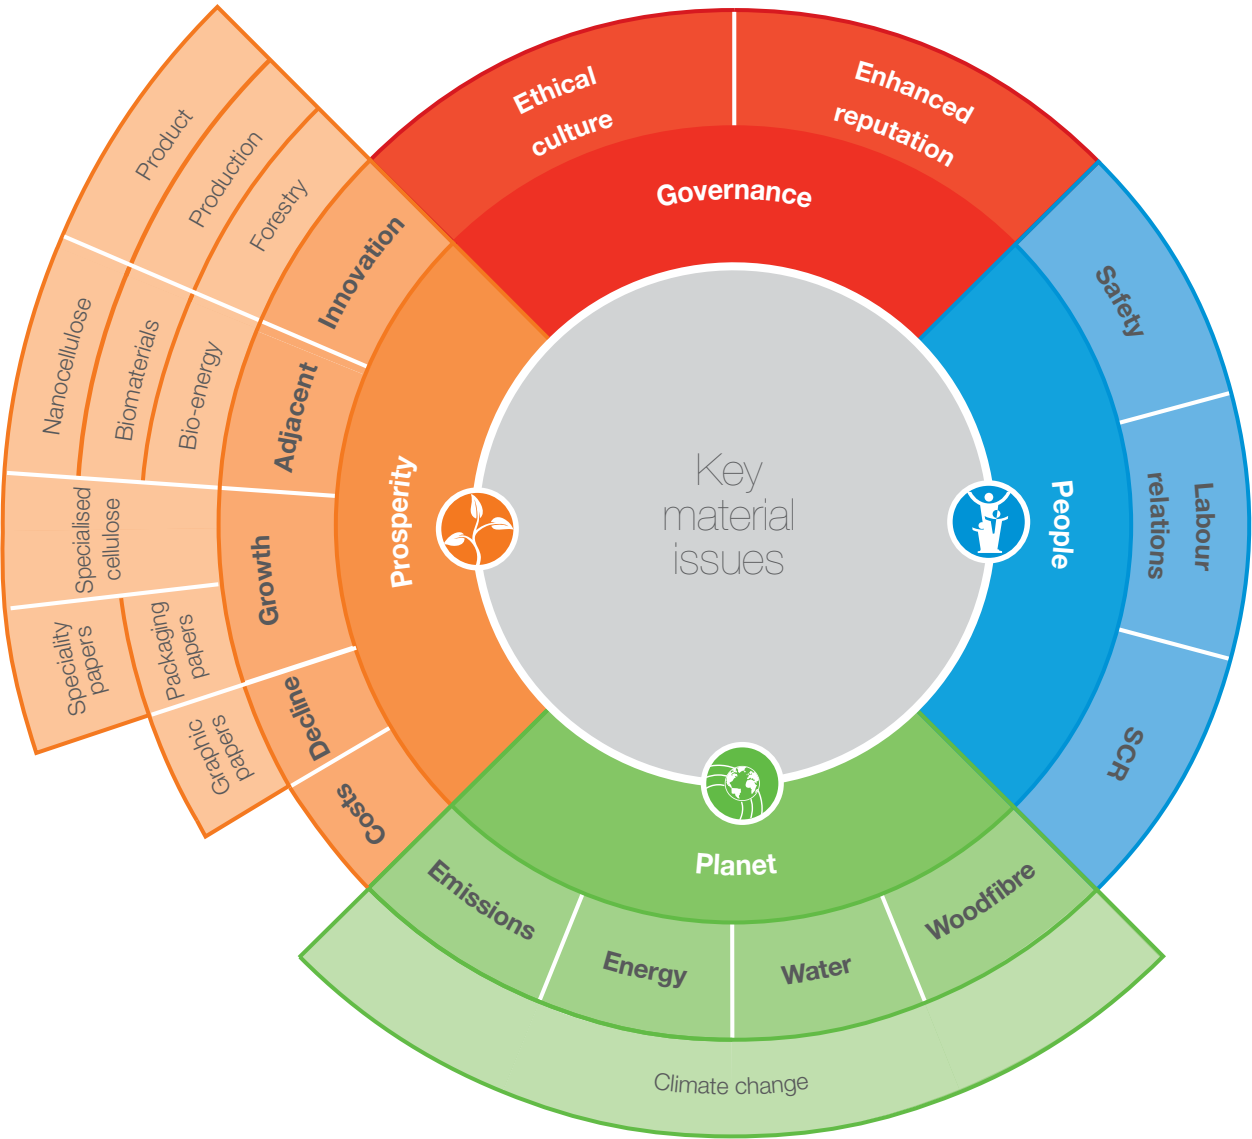 Key
material
issues
Governance
Ethical
culture
Enhanced
reputation
People
Safety
Labour
relations
SCR
Planet
Woodfibre
Water
Energy
Emissions
Climate change
Prosperity
Innovation
Forestry
Production
Product
Adjacent
Bio-energy
Biomaterials
Nanocellulose
Growth
Specialised
cellulose
Packaging
papers
Speciality
papers
Decline
Graphic
papers
Costs